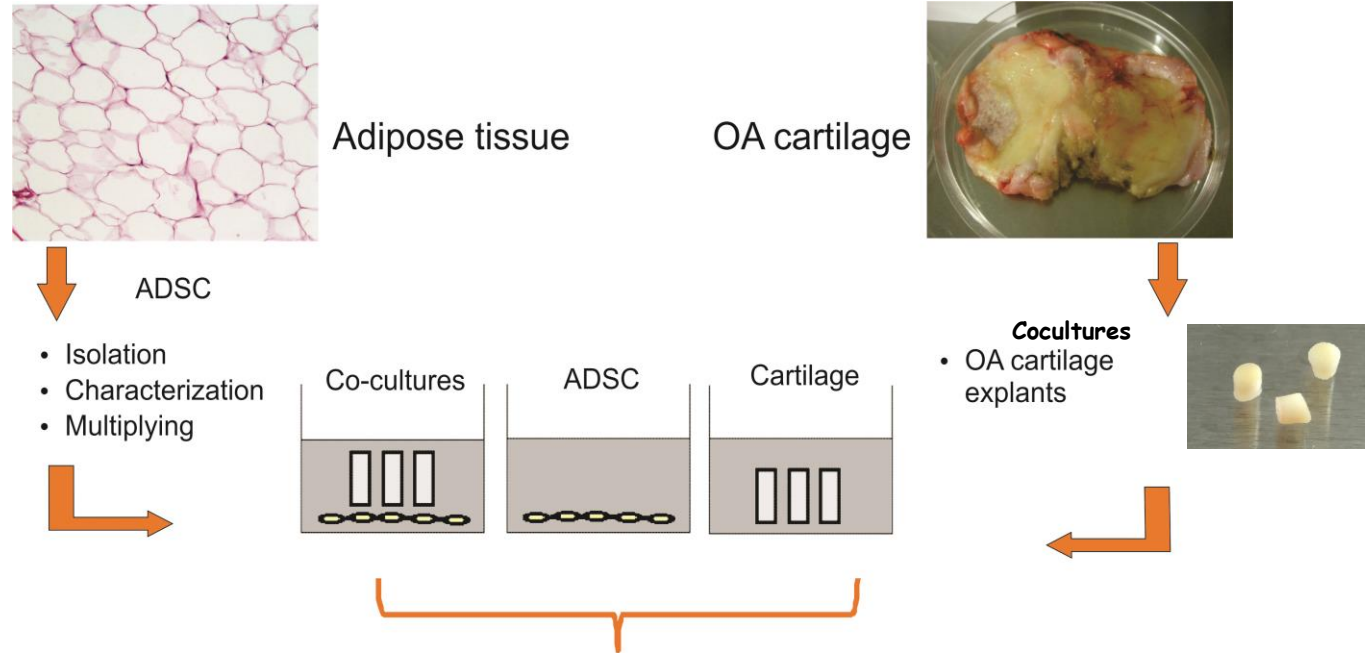 Adipose tissue
OA cartilage
ADSC
• Isolation
• Characterization
• Multiplying
Co-cultures
ADSC
Cartilage
Cocultures
• OA cartilage
explants